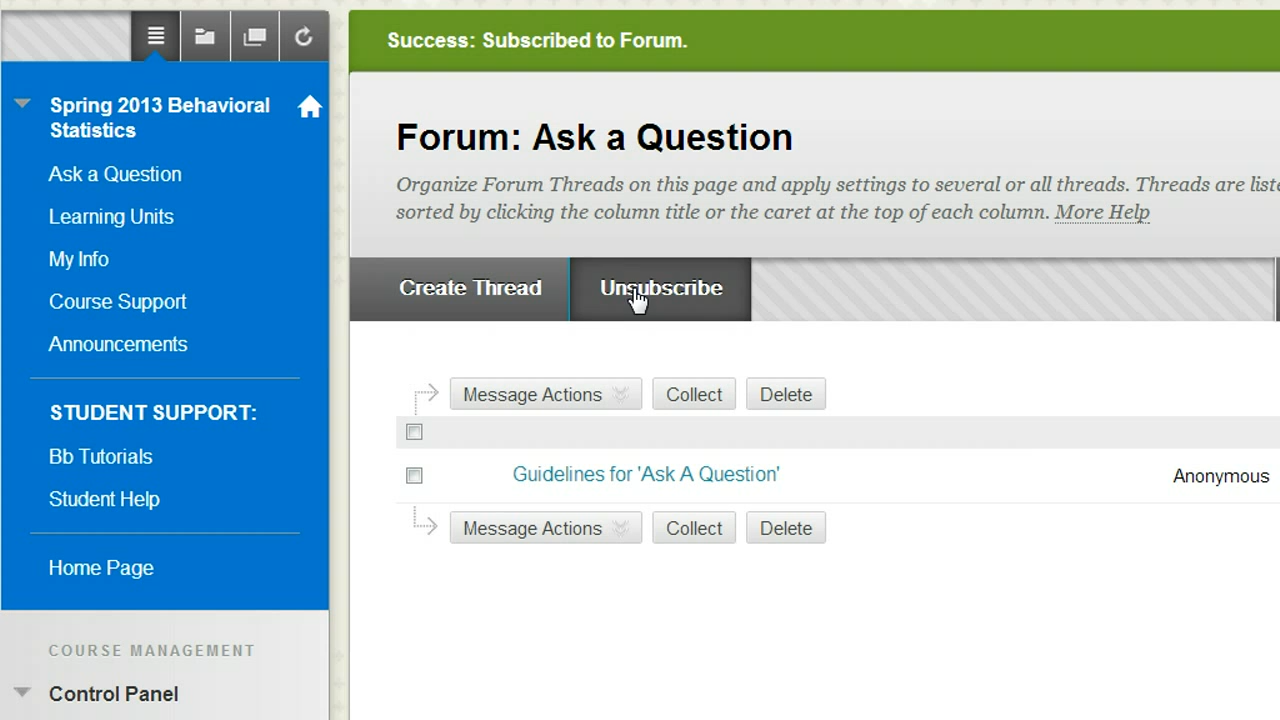 Spring 2013 Behavioral
Statistics
Ask a Question
Learning Units
My Info
Course Support
Announcements
STUDENT SUPPORT:
Bb Tutorials
Student Help
Home Page
COURSE MANAGEMENT
Control Panel
Success: Subscribed to Forum.
Forum: Ask a Question
Organize Forum Threads on this page and apply settings to several or all threads. Threads are liste
sorted by clicking the column title or the caret at the top of each column. More Help
Create Thread Unsubscribe
Message Actions Collect Delete
Guidelines for 'Ask A Question' Anonymous
Message Actions Collect Delete